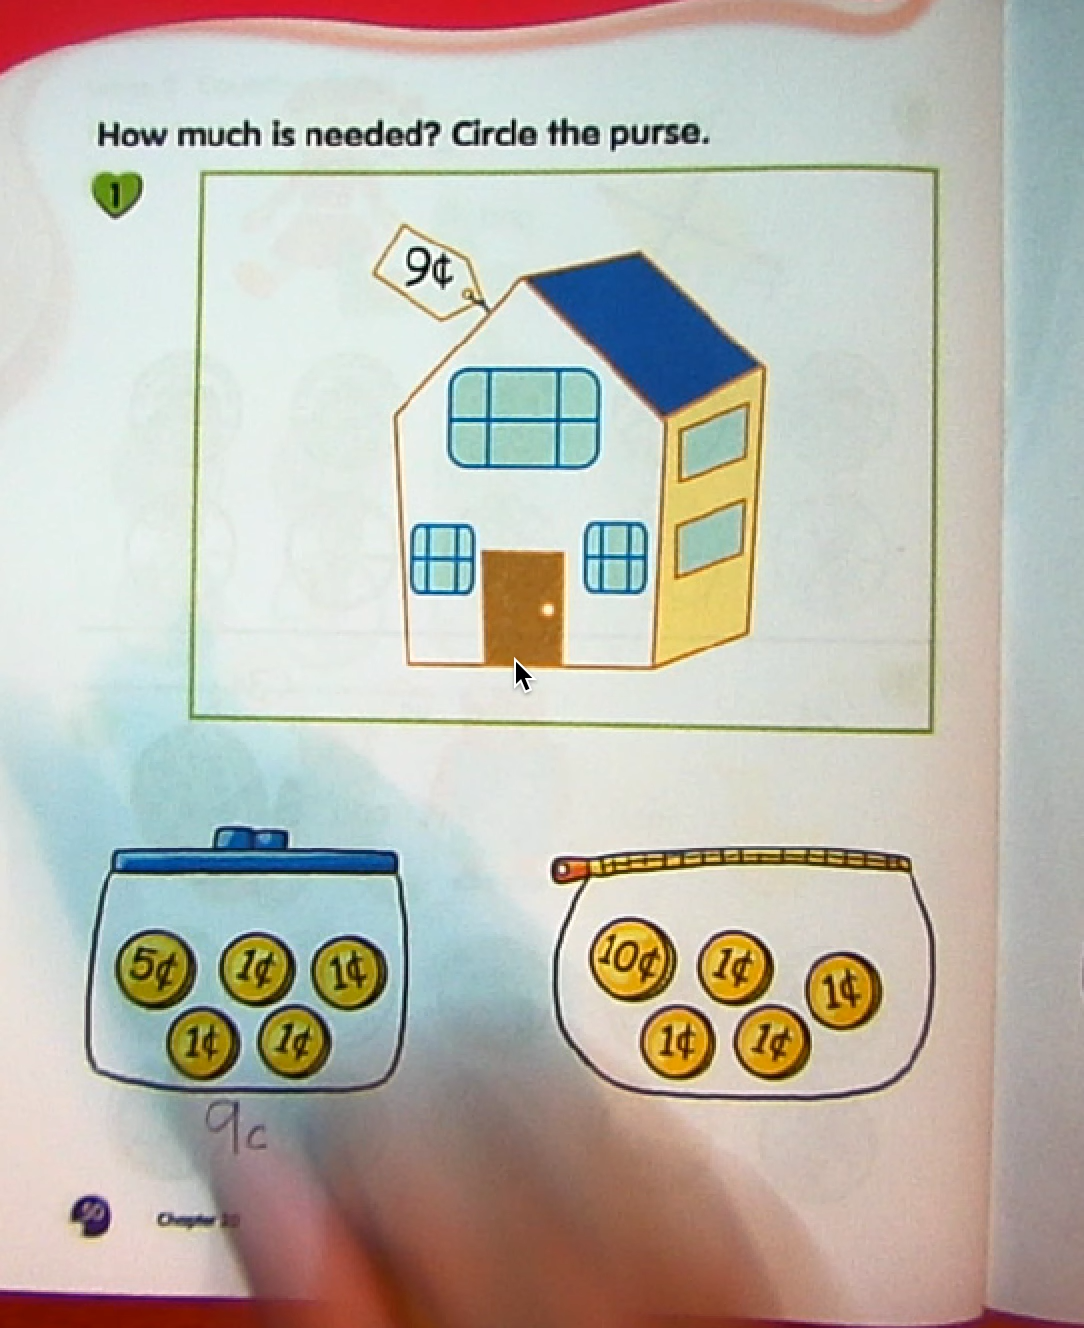 How much is needed? Circle the purse.
1
9¢
5¢ 1¢ 1¢
1¢ 1¢
10¢ 1¢ 1¢
1¢ 1¢
9c
Chapter